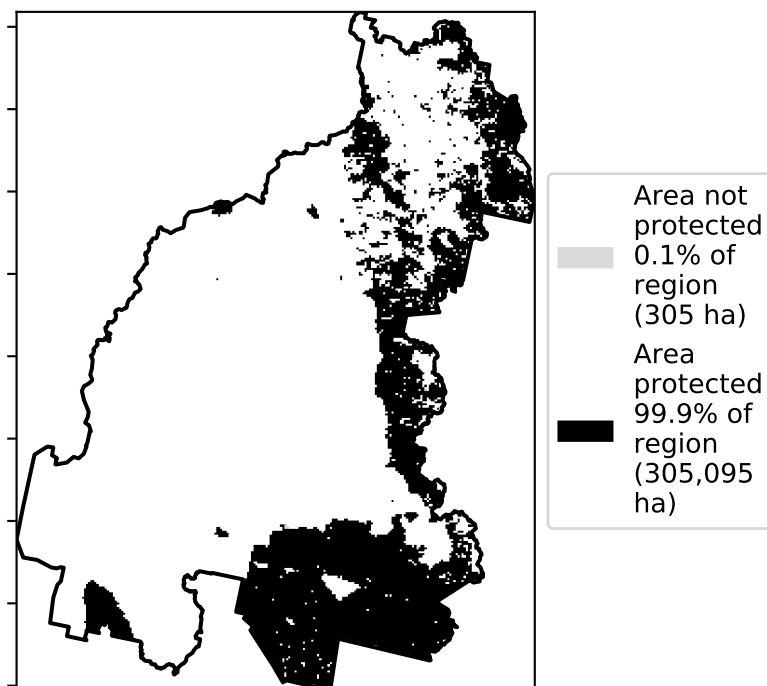 Area not
protected
0.1% of
region
(305 ha)
Area
protected
99.9% of
region
(305,095
ha)